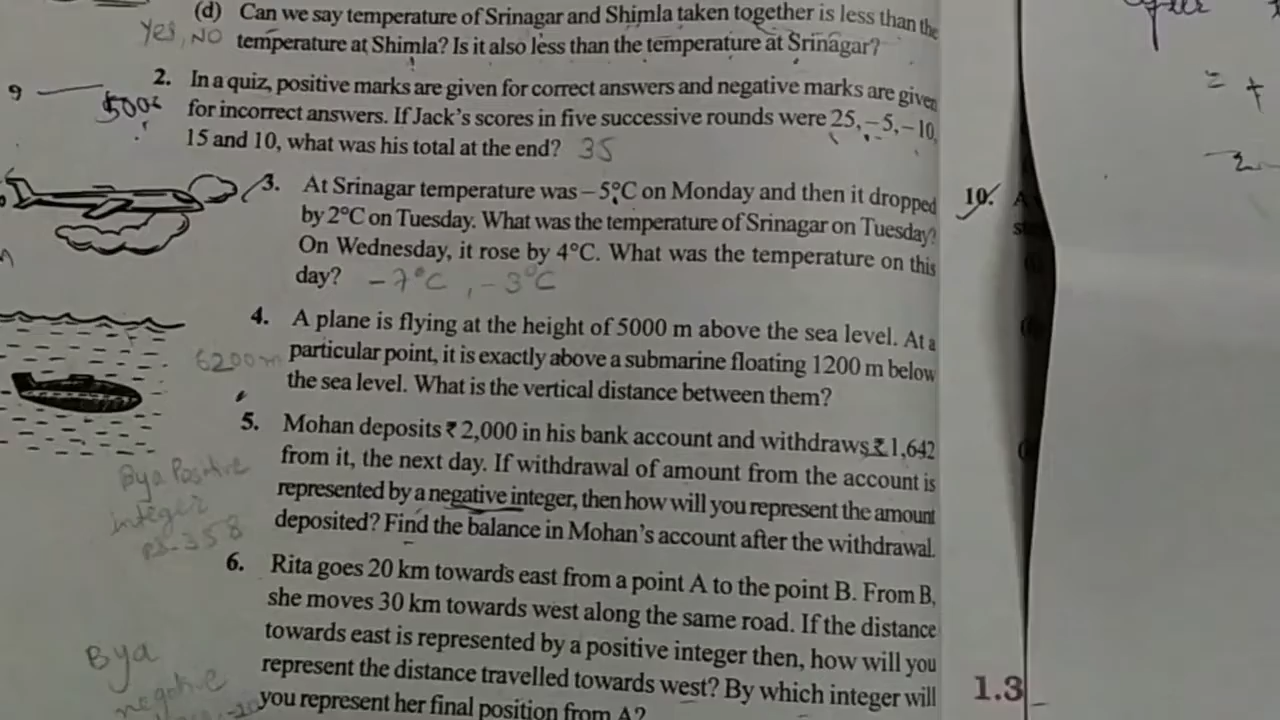 (d) Can we say temperature of Srinagar and Shimla taken together is less than the
Yes, NO temperature at Shimla? Is it also less than the temperature at Srinagar?
2. In a quiz, positive marks are given for correct answers and negative marks are given
for incorrect answers. If Jack's scores in five successive rounds were 25, –5, –10,
15 and 10, what was his total at the end? 35
3. At Srinagar temperature was – 5°C on Monday and then it dropped
by 2°C on Tuesday. What was the temperature of Srinagar on Tuesday?
On Wednesday, it rose by 4°C. What was the temperature on this
day? -7°C, -3°C
4. A plane is flying at the height of 5000 m above the sea level. At a
6200m particular point, it is exactly above a submarine floating 1200 m below
the sea level. What is the vertical distance between them?
5. Mohan deposits ₹ 2,000 in his bank account and withdraws ₹ 1,642
from it, the next day. If withdrawal of amount from the account is
represented by a negative integer, then how will you represent the amount
deposited? Find the balance in Mohan's account after the withdrawal.
By a Positive
integer
358
6. Rita goes 20 km towards east from a point A to the point B. From B,
she moves 30 km towards west along the same road. If the distance
towards east is represented by a positive integer then, how will you
represent the distance travelled towards west? By which integer will
you represent her final position from A?
By a
negative
10.
1.3